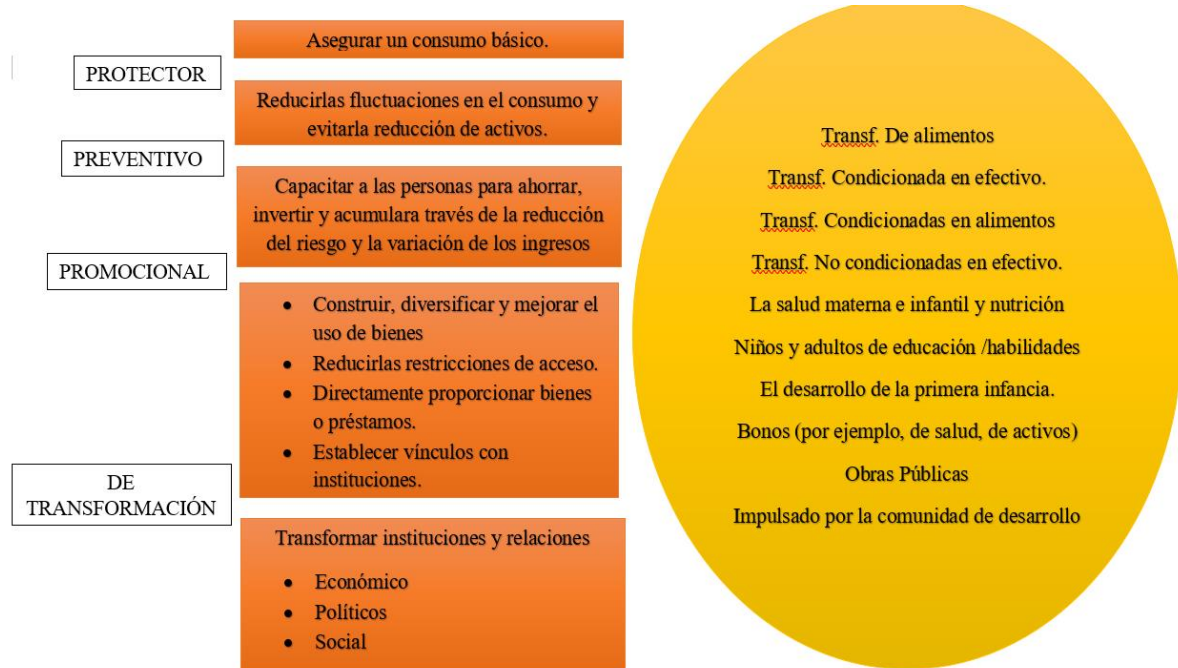 PROTECTOR
PREVENTIVO
PROMOCIONAL
DE
TRANSFORMACIÓN
Asegurar un consumo básico.
Reducirlas fluctuaciones en el consumo y
evitarla reducción de activos.
Capacitar a las personas para ahorrar,
invertir y acumulara través de la reducción
del riesgo y la variación de los ingresos
• Construir, diversificar y mejorar el
uso de bienes
• Reducirlas restricciones de acceso.
• Directamente proporcionar bienes
o préstamos.
• Establecer vínculos con
instituciones.
Transformar instituciones y relaciones
• Económico
• Políticos
• Social
Transf. De alimentos
Transf. Condicionada en efectivo.
Transf. Condicionadas en alimentos
Transf. No condicionadas en efectivo.
La salud materna e infantil y nutrición
Niños y adultos de educación /habilidades
El desarrollo de la primera infancia.
Bonos (por ejemplo, de salud, de activos)
Obras Públicas
Impulsado por la comunidad de desarrollo